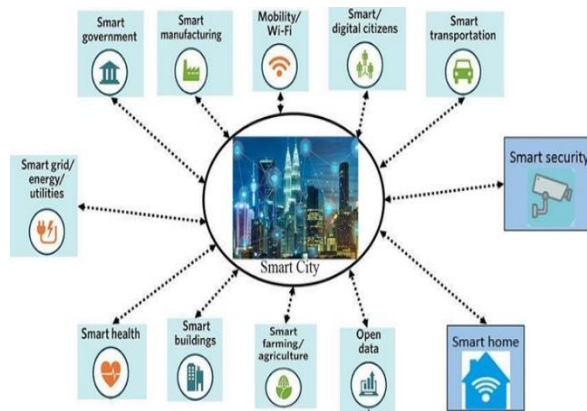 Smart
government
Smart
manufacturing
Mobility/
Wi-Fi
Smart/
digital citizens
Smart
transportation
Smart grid/
energy/
utilities
Smart security
Smart City
Smart health
Smart
buildings
Smart
farming/
agriculture
Open
data
Smart home